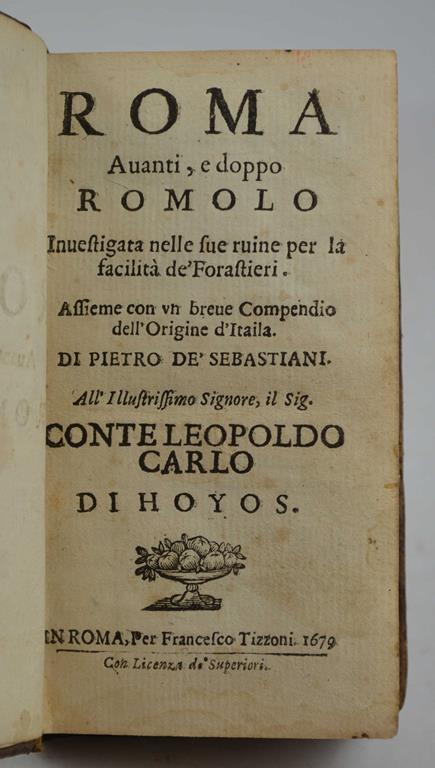 ROMA
Auanti, e doppo
ROMOLO
Inueſtigata nelle ſue ruine per la
facilità de' Foraſtieri.
Aſſieme con vn breue Compendio
dell'Origine d'Itaila.
DI PIETRO DE' SEBASTIANI.
All' Illuſtriſſimo Signore, il Sig.
CONTE LEOPOLDO
CARLO
DI HOYOS.
IN ROMA, Per Franceſco Tizzoni. 1679
Con Licenza de' Superiori.